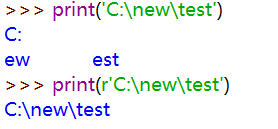 >>> print('C:\new\test')
C:
ew	est
>>> print(r'C:\new\test')
C:\new\test